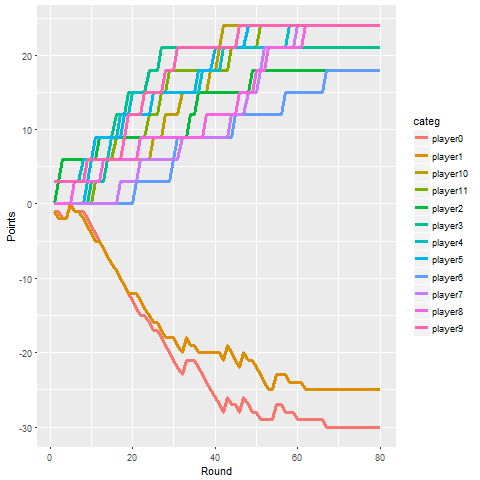 20
10
0
-10
-20
-30
Points
0
20
40
60
80
Round
categ
player0
player1
player10
player11
player2
player3
player4
player5
player6
player7
player8
player9